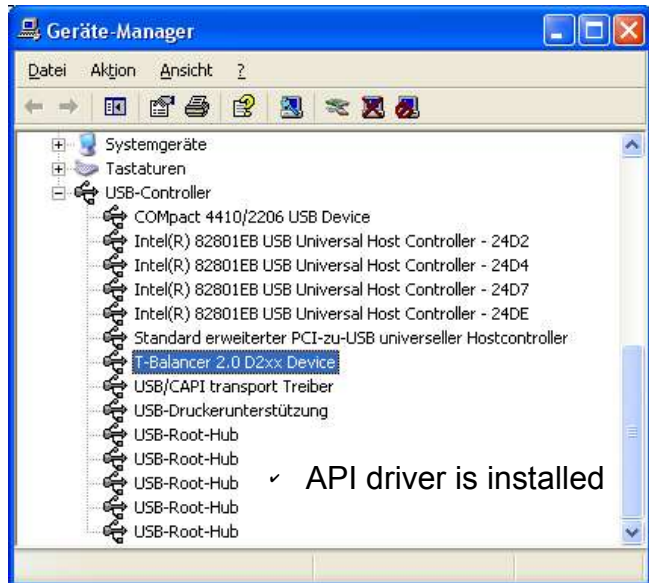 Geräte-Manager
Datei Aktion Ansicht ?
Systemgeräte
Tastaturen
USB-Controller
COMpact 4410/2206 USB Device
Intel(R) 82801EB USB Universal Host Controller - 24D2
Intel(R) 82801EB USB Universal Host Controller - 24D4
Intel(R) 82801EB USB Universal Host Controller - 24D7
Intel(R) 82801EB USB Universal Host Controller - 24DE
Standard erweiterter PCI-zu-USB universeller Hostcontroller
T-Balancer 2.0 D2xx Device
USB/CAPI transport Treiber
USB-Druckerunterstützung
USB-Root-Hub
USB-Root-Hub
USB-Root-Hub ✓ API driver is installed
USB-Root-Hub
USB-Root-Hub